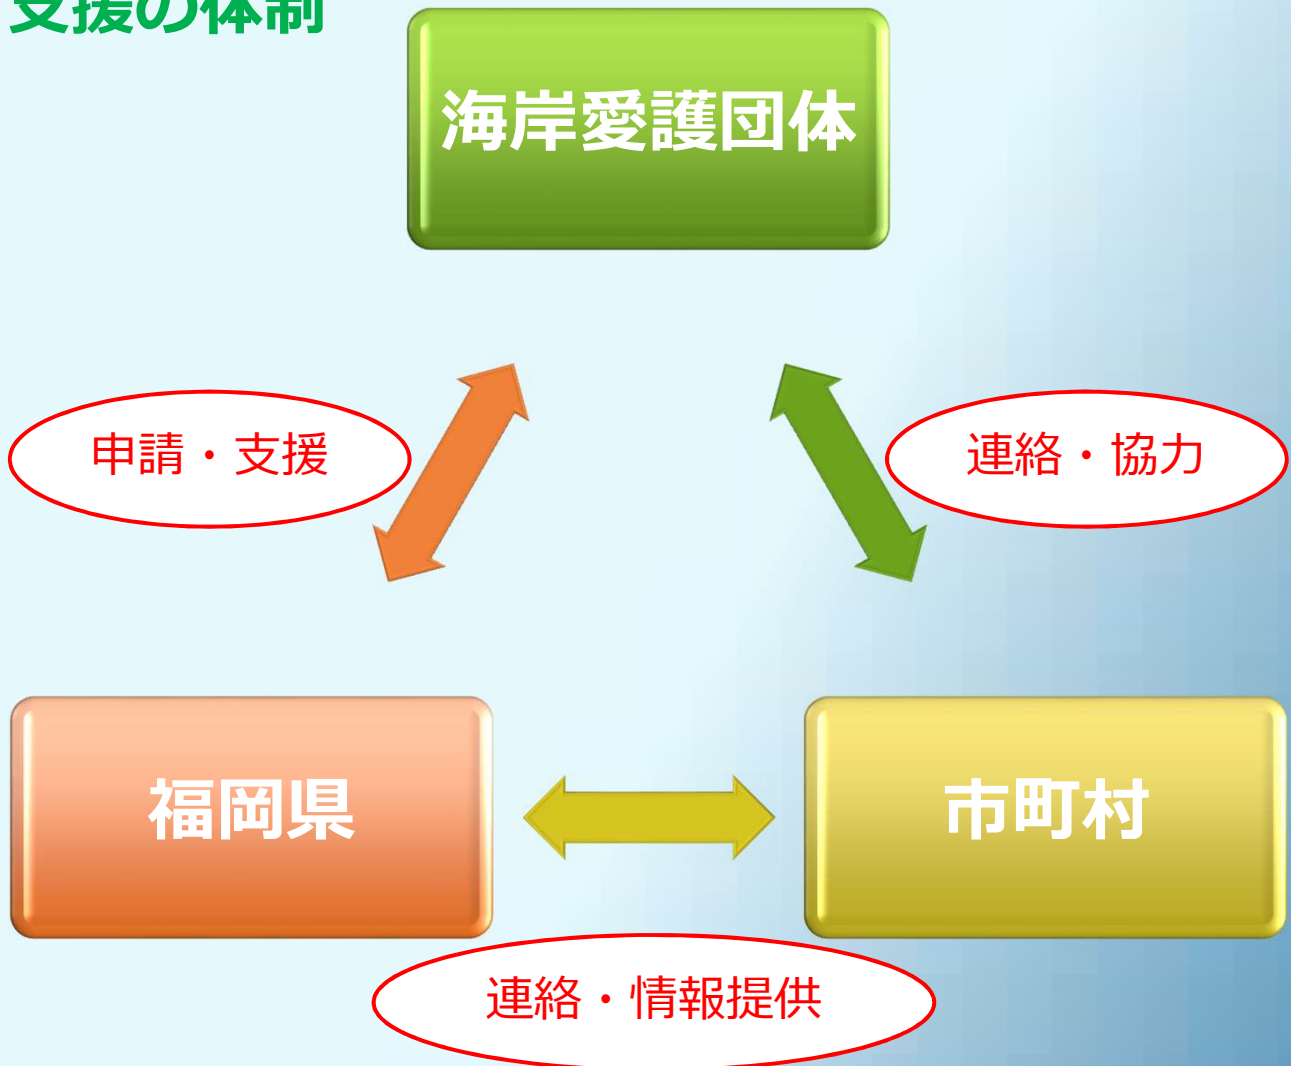 支援の体制
海岸愛護団体
申請・支援
連絡・協力
福岡県
市町村
連絡・情報提供